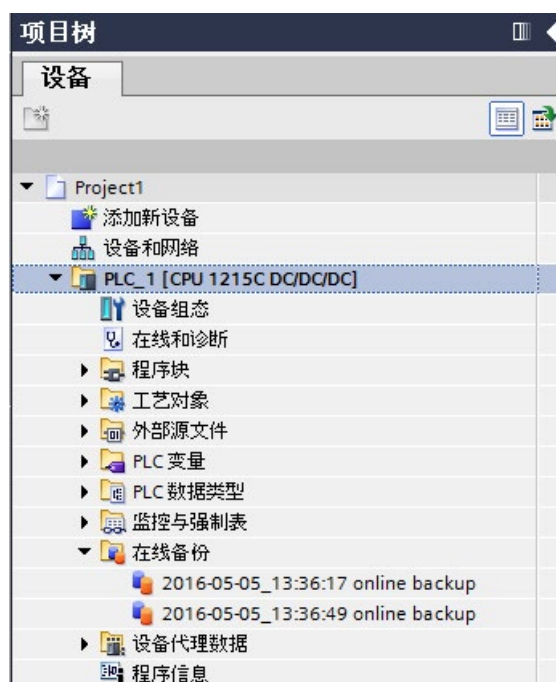 项目树
设备
Project1
添加新设备
设备和网络
PLC_1 [CPU 1215C DC/DC/DC]
设备组态
在线和诊断
程序块
工艺对象
外部源文件
PLC 变量
PLC 数据类型
监控与强制表
在线备份
2016-05-05_13:36:17 online backup
2016-05-05_13:36:49 online backup
设备代理数据
程序信息